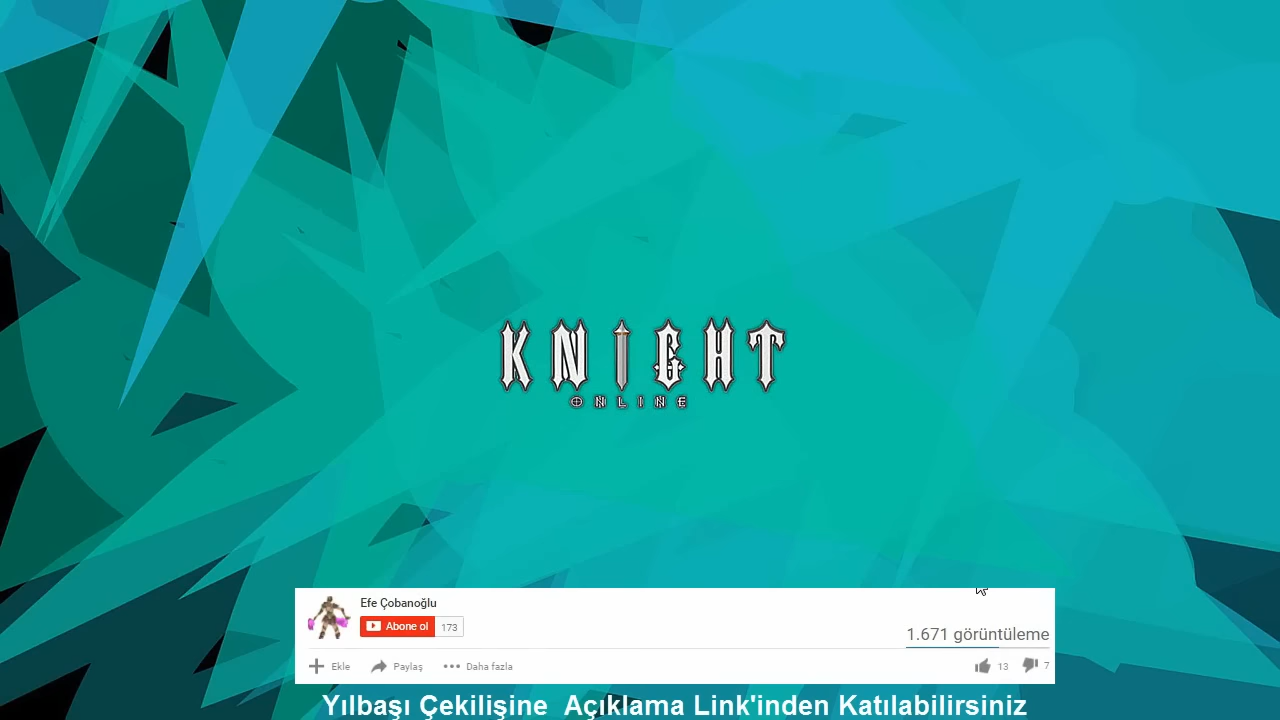 KNIGHT
ONLINE
Efe Çobanoğlu
Abone ol 173
1.671 görüntüleme
Ekle Paylaş Daha fazla 13 7
Yılbaşı Çekilişine Açıklama Link'inden Katılabilirsiniz